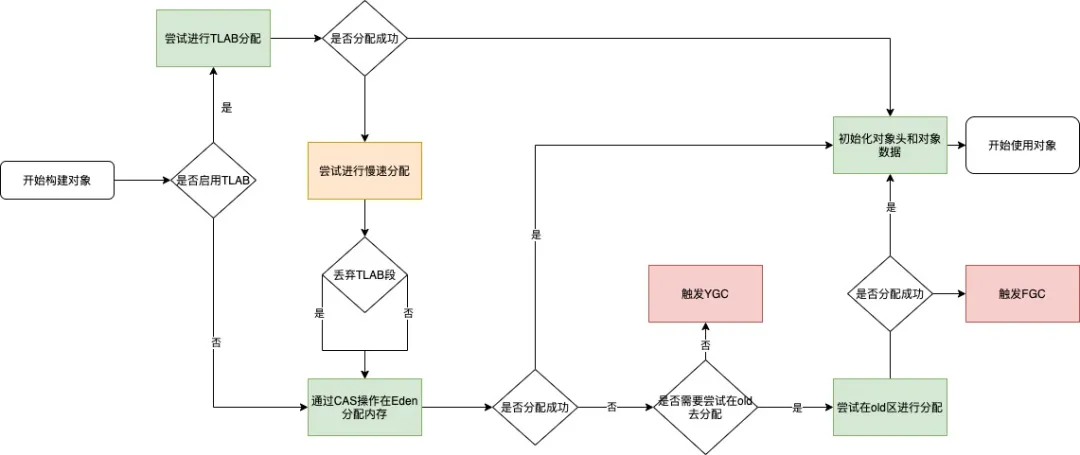 尝试进行TLAB分配
是否分配成功
是
初始化对象头和对象
数据
开始使用对象
尝试进行慢速分配
开始构建对象
是否启用TLAB
是
是
丢弃TLAB段
是否分配成功
触发YGC
触发FGC
是
否
否
否
通过CAS操作在Eden
分配内存
是否分配成功
否
是否需要尝试在old
去分配
是
尝试在old区进行分配